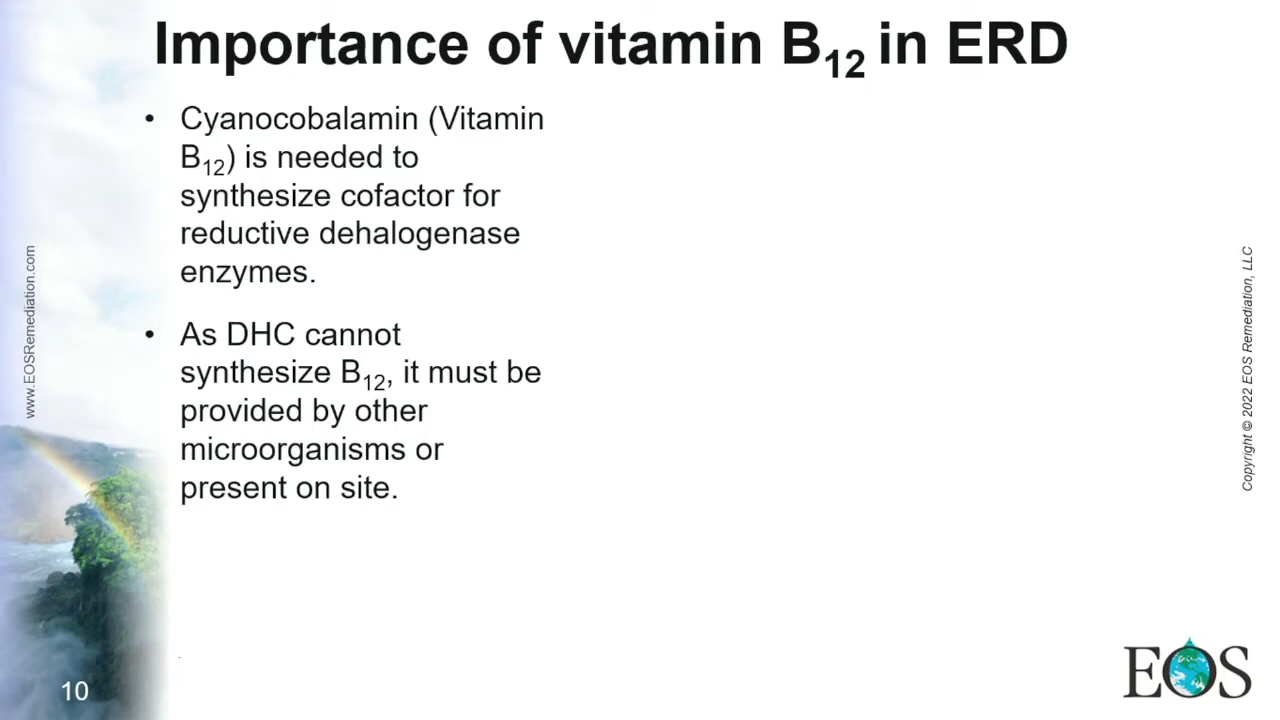 Importance of vitamin B₁₂ in ERD
• Cyanocobalamin (Vitamin
B₁₂) is needed to
synthesize cofactor for
reductive dehalogenase
enzymes.
• As DHC cannot
synthesize B₁₂, it must be
provided by other
microorganisms or
present on site.
www.EOSRemediation.com
Copyright © 2022 EOS Remediation, LLC
10
EOS